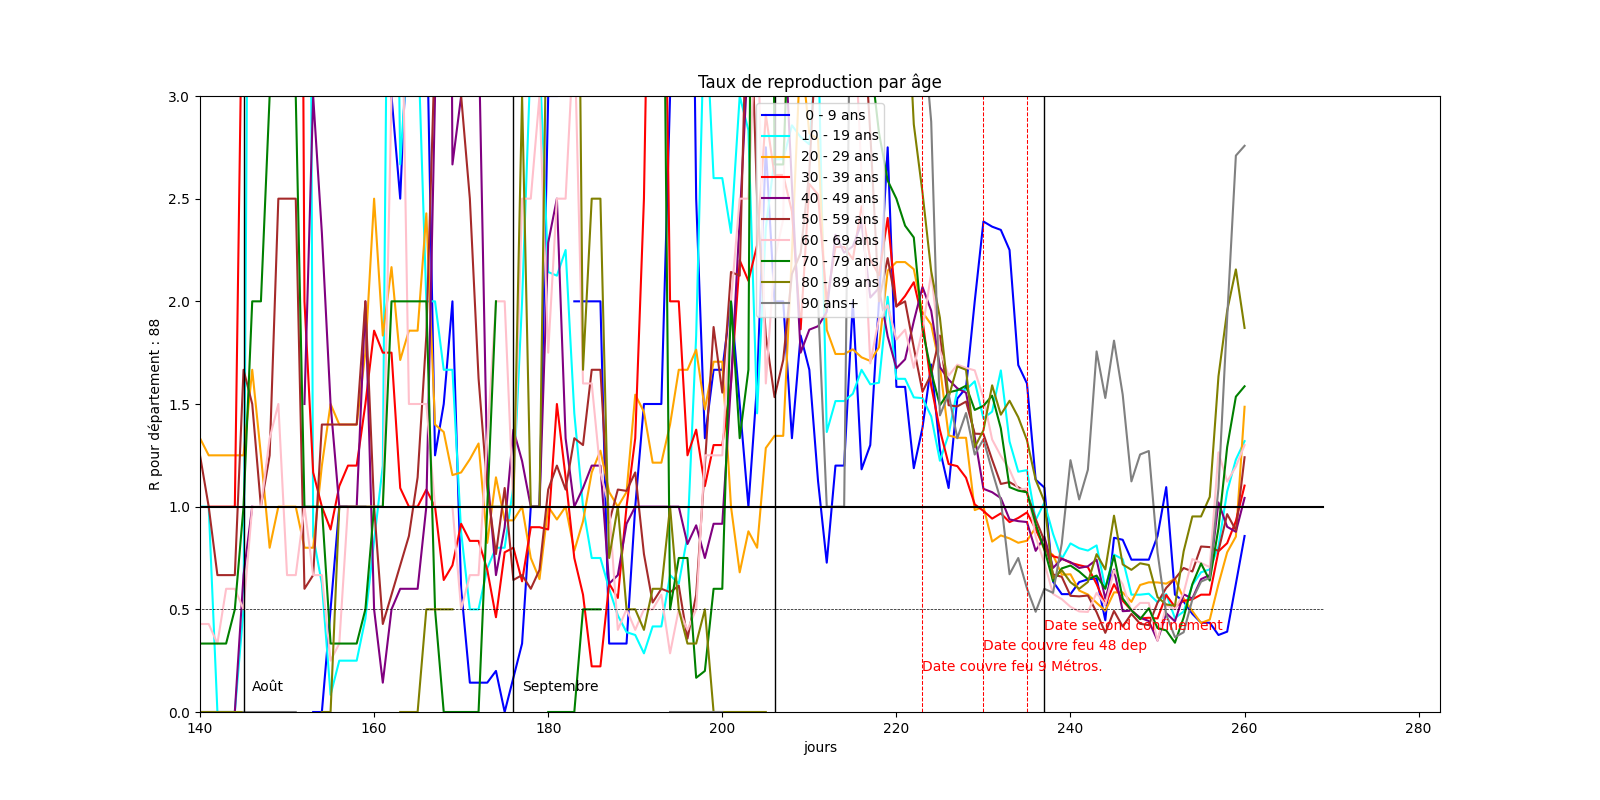 Taux de reproduction par âge
3.0
2.5
2.0
1.5
1.0
0.5
0.0
R pour département : 88
0 - 9 ans
10 - 19 ans
20 - 29 ans
30 - 39 ans
40 - 49 ans
50 - 59 ans
60 - 69 ans
70 - 79 ans
80 - 89 ans
90 ans+
Date second confinement
Date couvre feu 48 dep
Date couvre feu 9 Métros.
Août
Septembre
140
160
180
200
220
240
260
280
jours